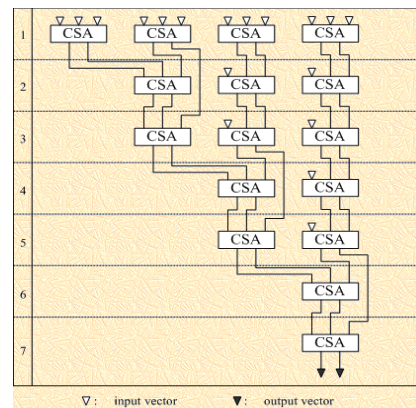 1 CSA CSA CSA CSA
2 CSA CSA CSA
3 CSA CSA CSA
4 CSA CSA
5 CSA CSA
6 CSA
7 CSA
: input vector : output vector